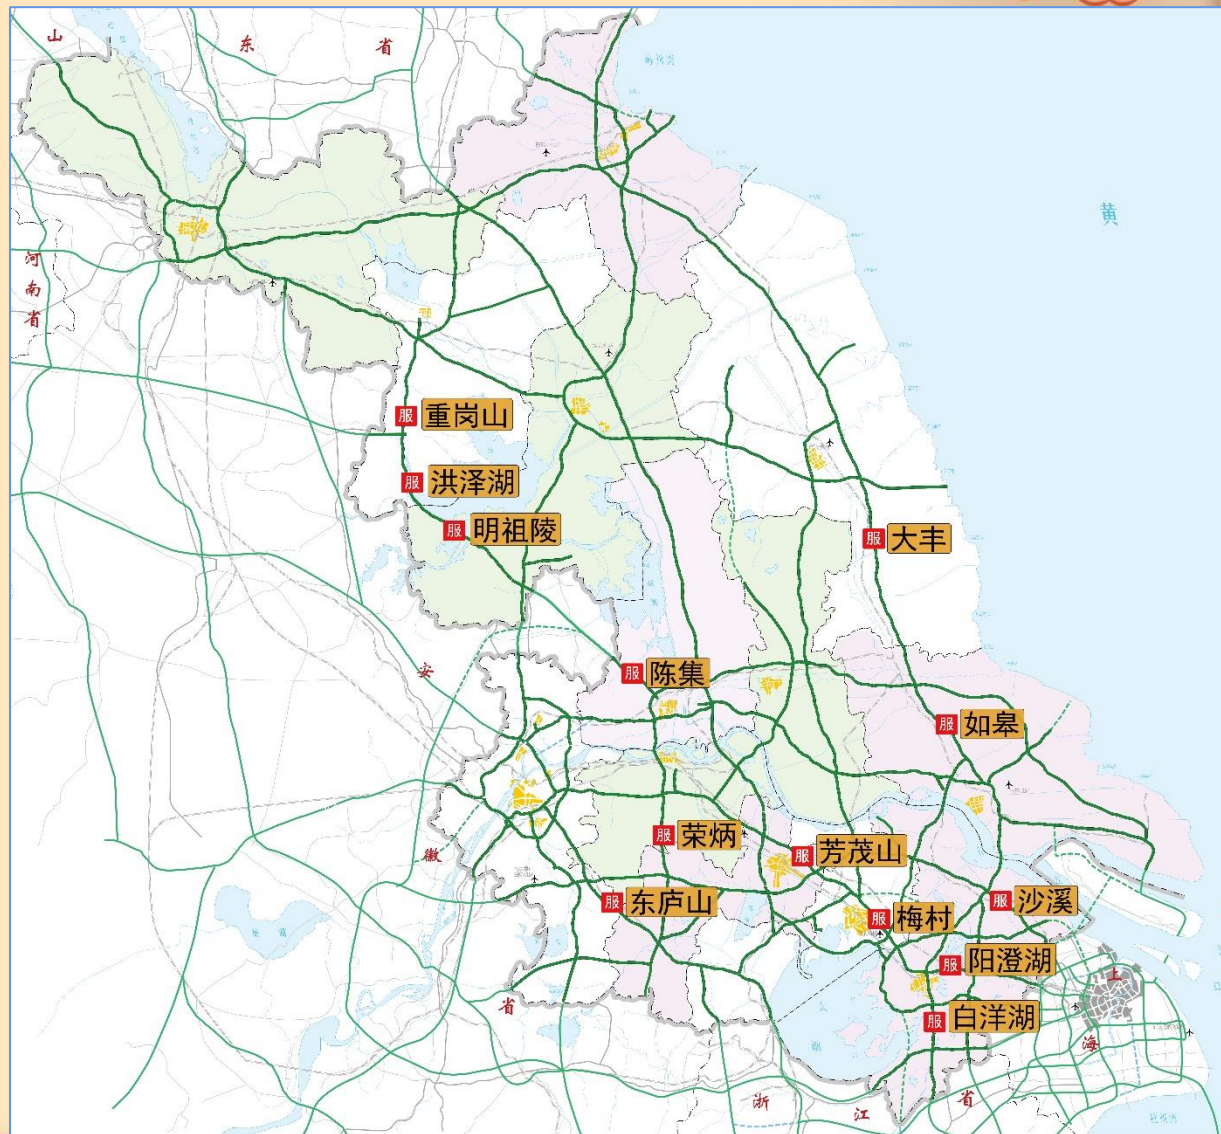 山 东 省
黄
河南省
服 重岗山
服 洪泽湖
服 明祖陵
服 大丰
安
服 陈集
服 如皋
服 荣炳
服 芳茂山
徽
服 东庐山
服 沙溪
服 梅村
服 阳澄湖
上
省
服 白洋湖
海
浙 江 省